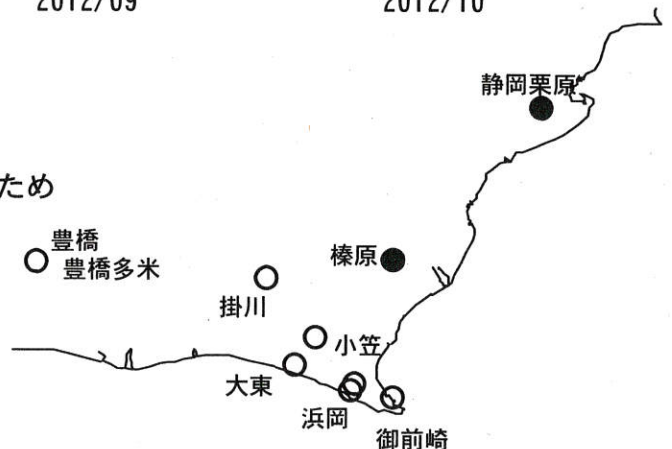 2012/09
2012/10
静岡栗原
ため
豊橋
豊橋多米
榛原
掛川
小笠
大東
浜岡
御前崎